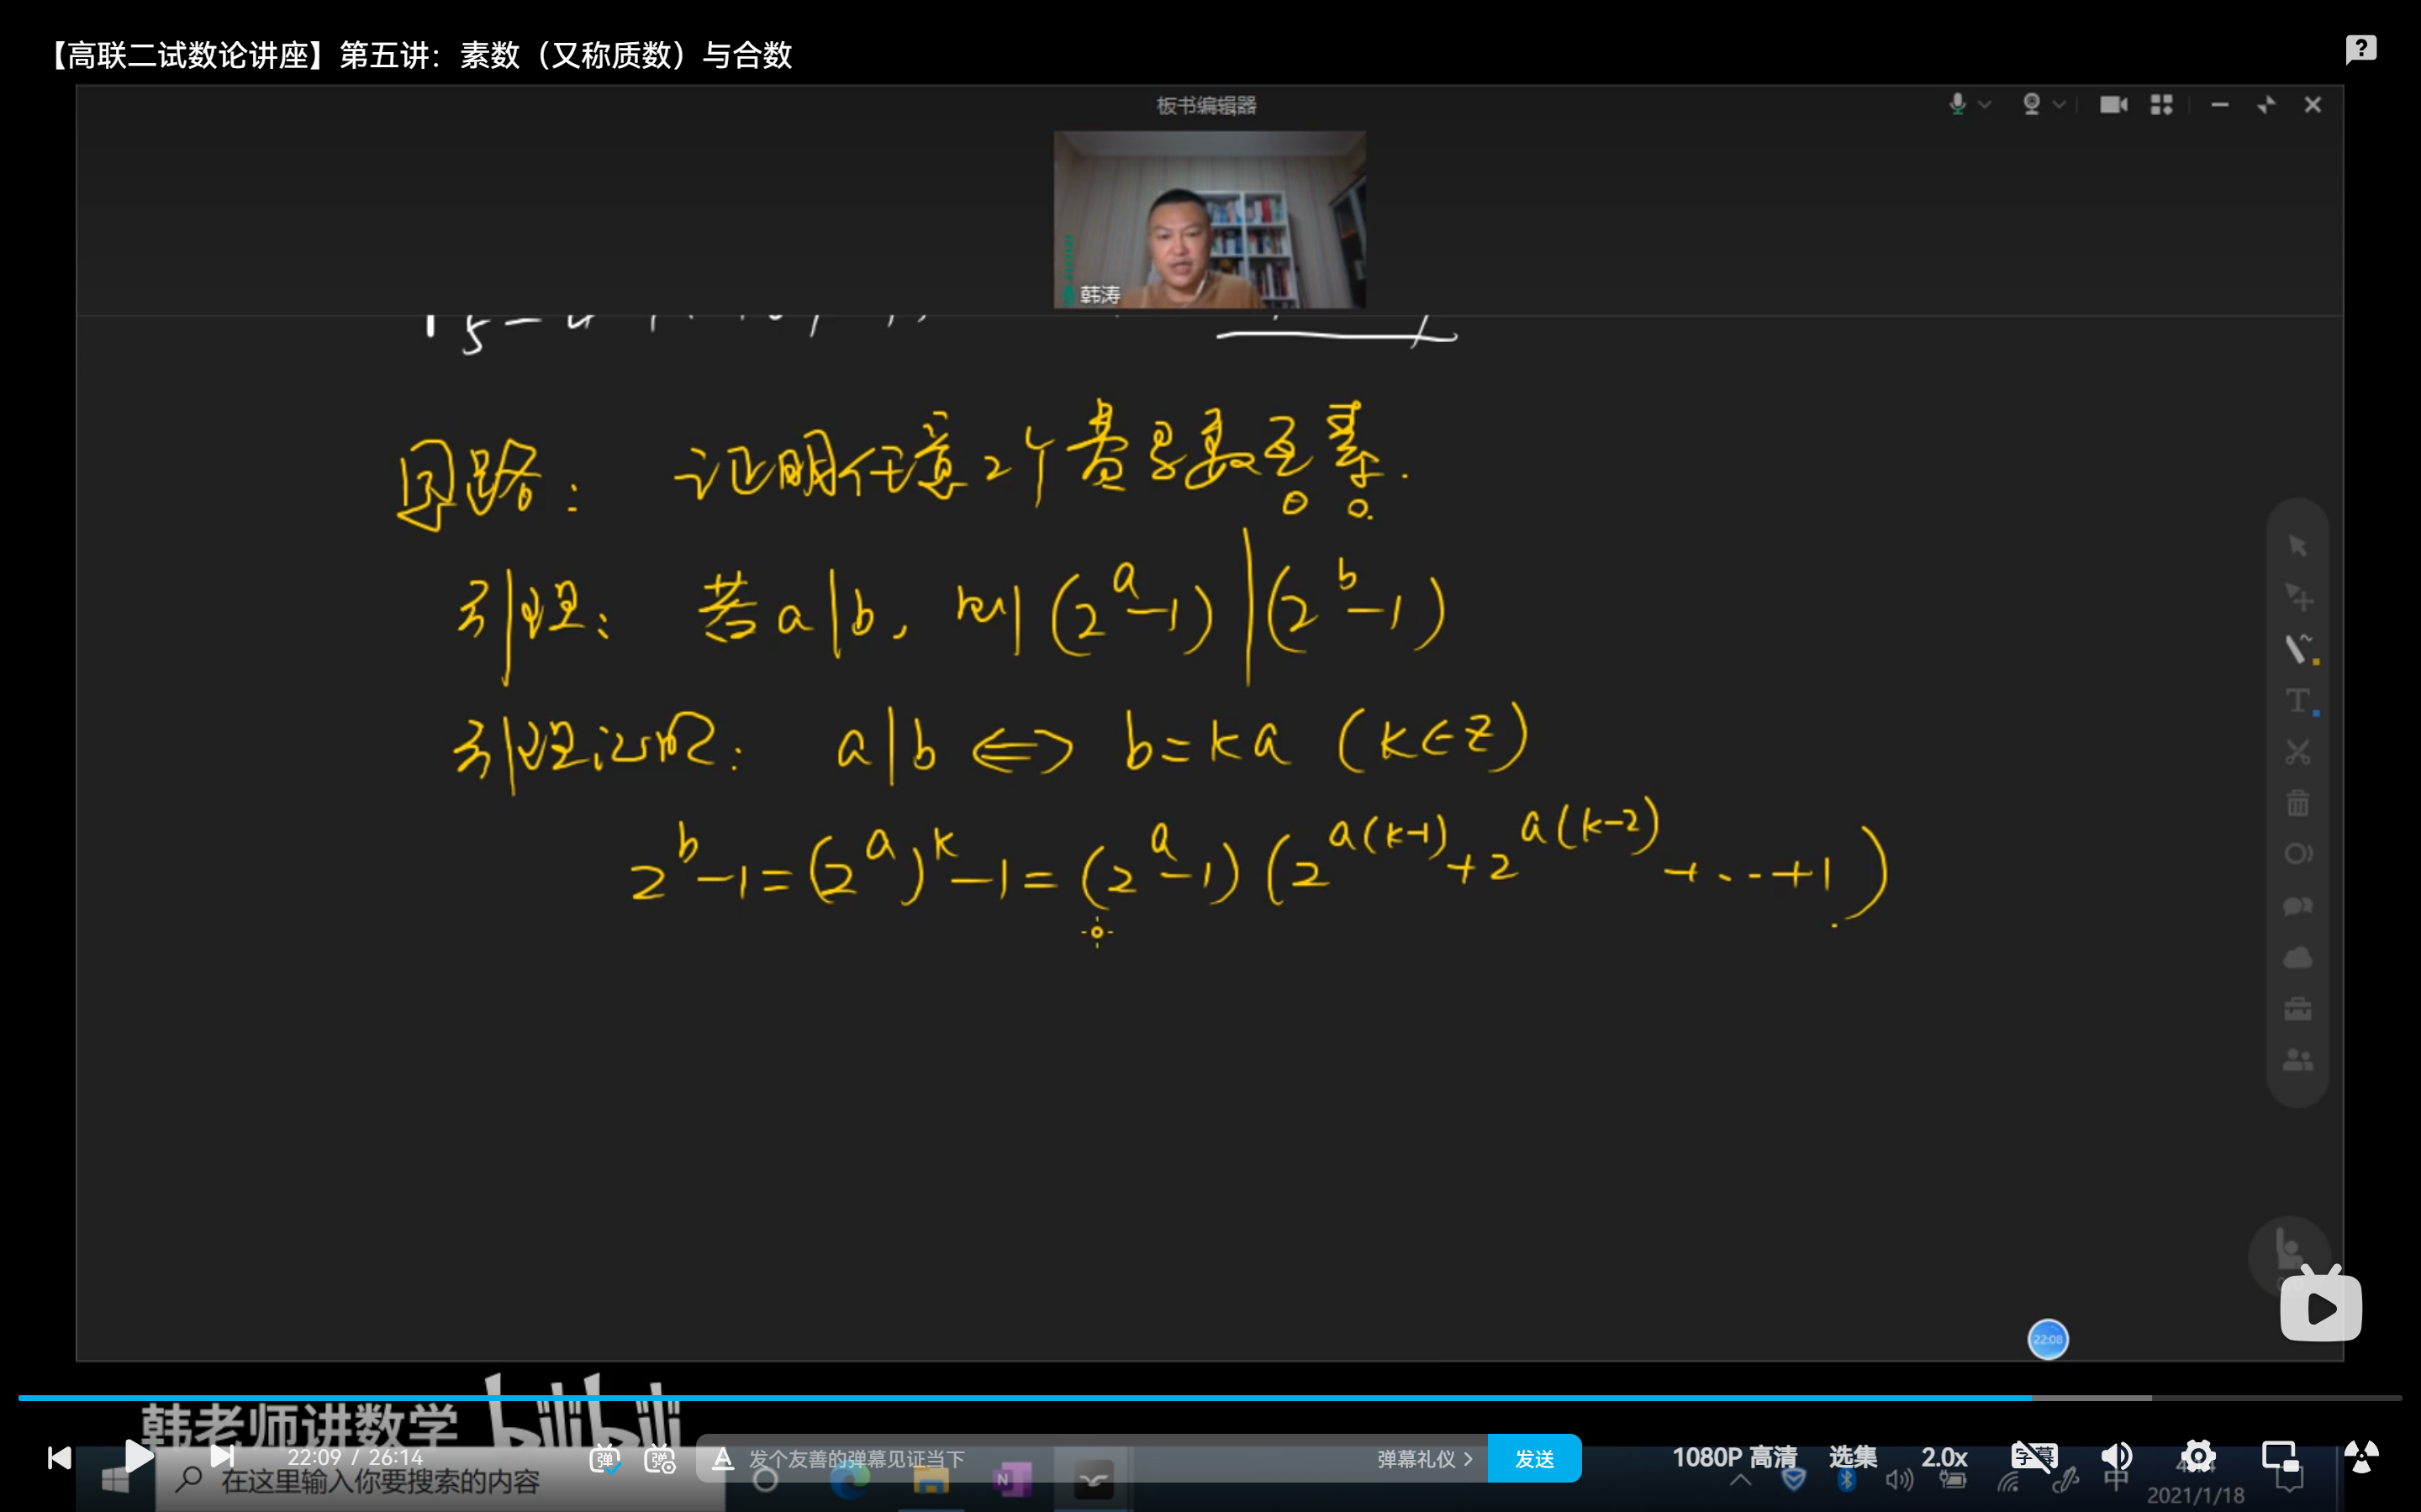 【高联二试数论讲座】第五讲：素数（又称质数）与合数
板书编辑器
韩涛
思路： 证明任意2个费马数互素.
引理： 若a|b, 则(2^a-1)|(2^b-1)
引理证明： a|b ⟺ b=ka (k∈Z)
2^b-1=(2^a)^k-1=(2^a-1)(2^{a(k-1)}+2^{a(k-2)}+...+1)
22:08
韩老师讲数学 bilibili
22:09 / 26:14
弹
弹
A 发个友善的弹幕见证当下
弹幕礼仪 >
发送
1080P 高清
选集
2.0x
字幕
在这里输入你要搜索的内容
中
2021/1/18